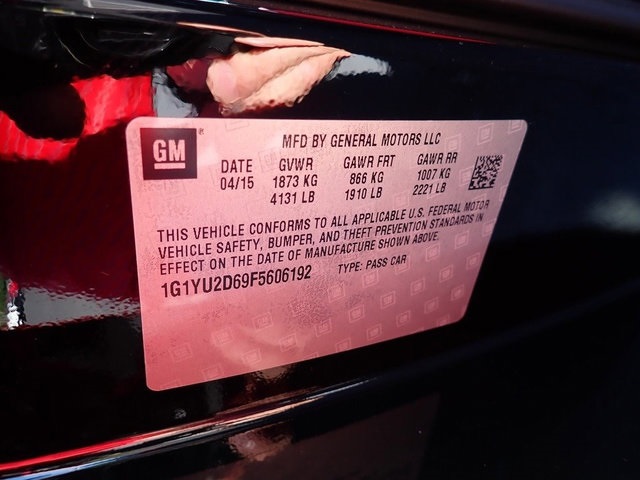 GM ®
MFD BY GENERAL MOTORS LLC
DATE GVWR GAWR FRT GAWR RR
04/15 1873 KG 866 KG 1007 KG
4131 LB 1910 LB 2221 LB
THIS VEHICLE CONFORMS TO ALL APPLICABLE U.S. FEDERAL MOTOR
VEHICLE SAFETY, BUMPER, AND THEFT PREVENTION STANDARDS IN
EFFECT ON THE DATE OF MANUFACTURE SHOWN ABOVE.
1G1YU2D69F5606192 TYPE: PASS CAR